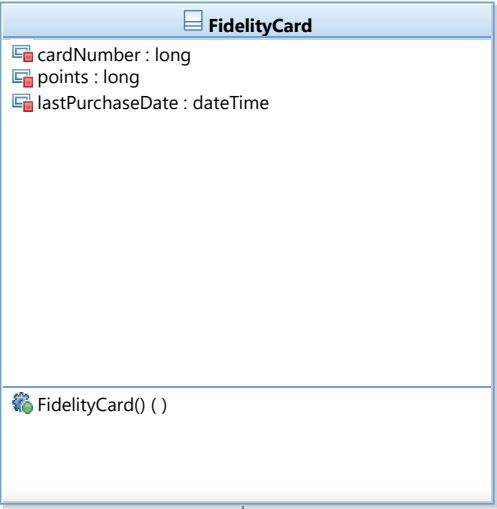 FidelityCard
cardNumber : long
points : long
lastPurchaseDate : dateTime
FidelityCard() ( )